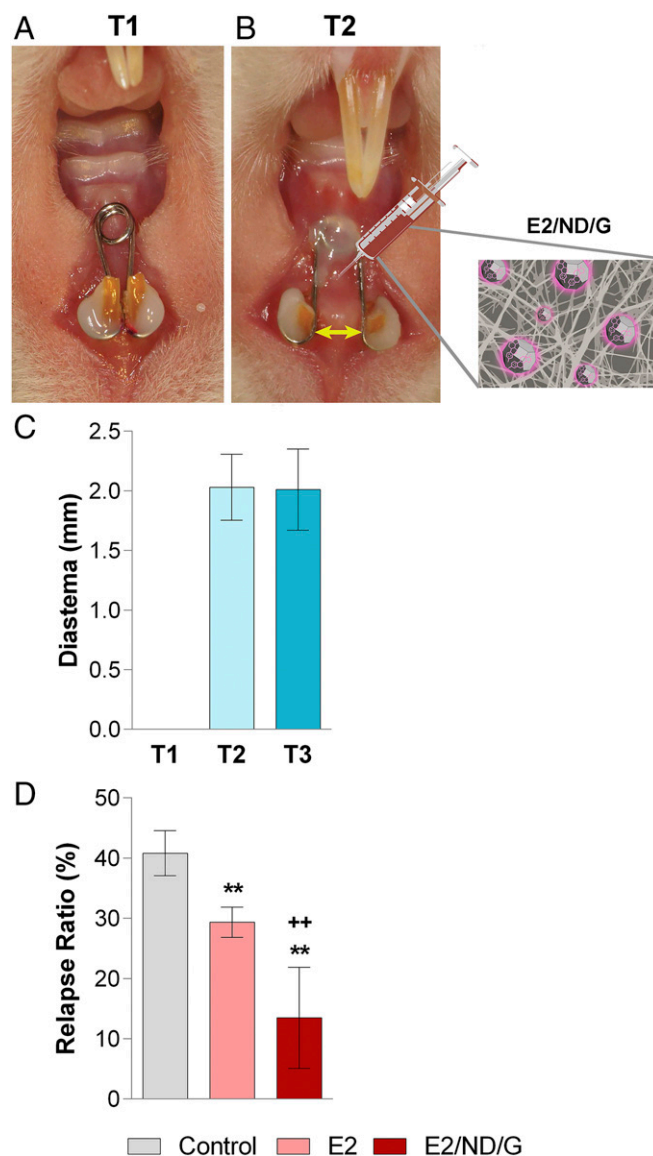 A T1
B T2
E2/ND/G
C
Diastema (mm)
2.5
2.0
1.5
1.0
0.5
0.0
T1 T2 T3
D
Relapse Ratio (%)
50
40
30
20
10
0
**
++
**
Control E2 E2/ND/G